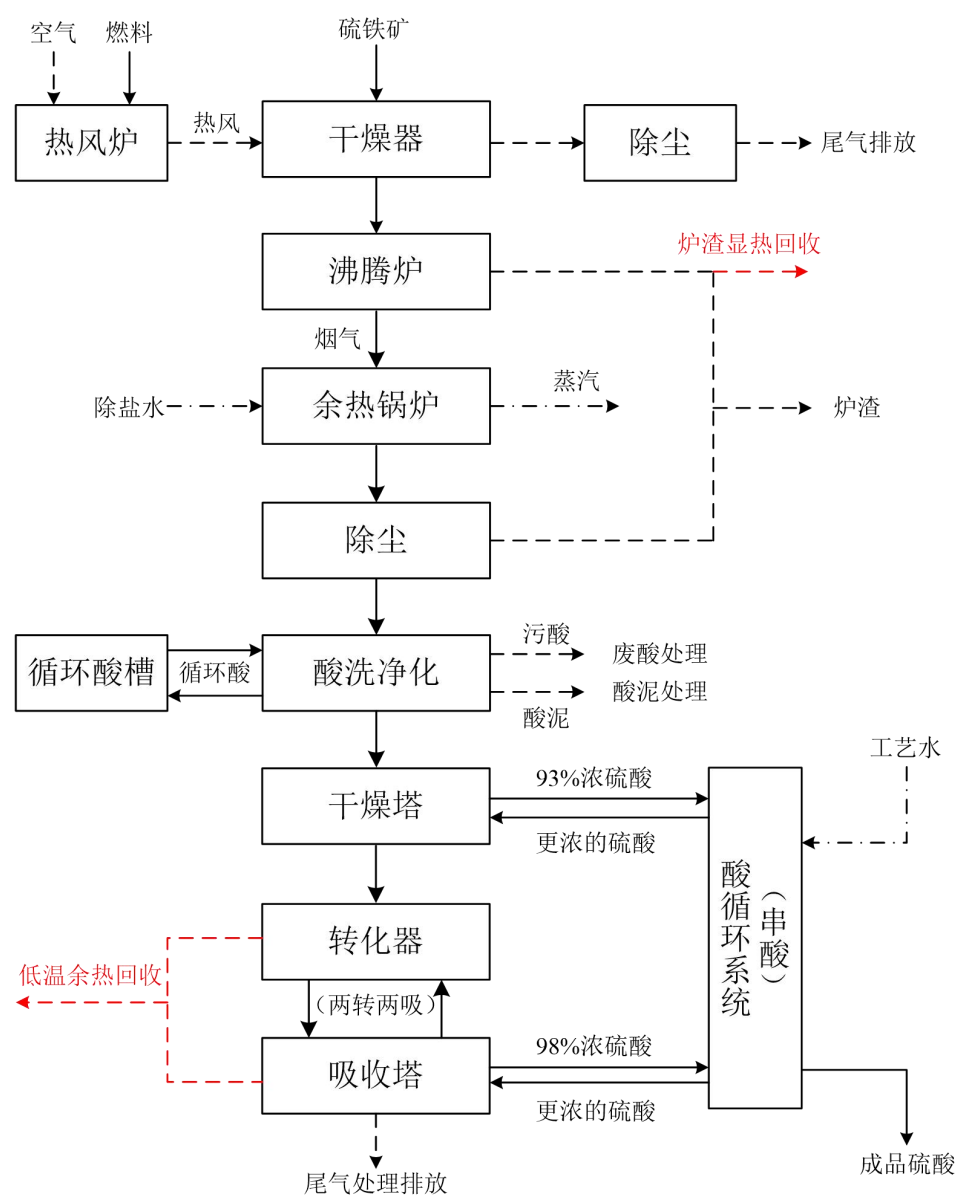 空气
燃料
硫铁矿
热风炉
热风
干燥器
除尘
尾气排放
沸腾炉
炉渣显热回收
烟气
除盐水
余热锅炉
蒸汽
炉渣
除尘
循环酸槽
循环酸
酸洗净化
污酸
废酸处理
酸泥
酸泥处理
工艺水
干燥塔
93%浓硫酸
更浓的硫酸
酸循环系统
（串酸）
转化器
低温余热回收
（两转两吸）
吸收塔
98%浓硫酸
更浓的硫酸
成品硫酸
尾气处理排放